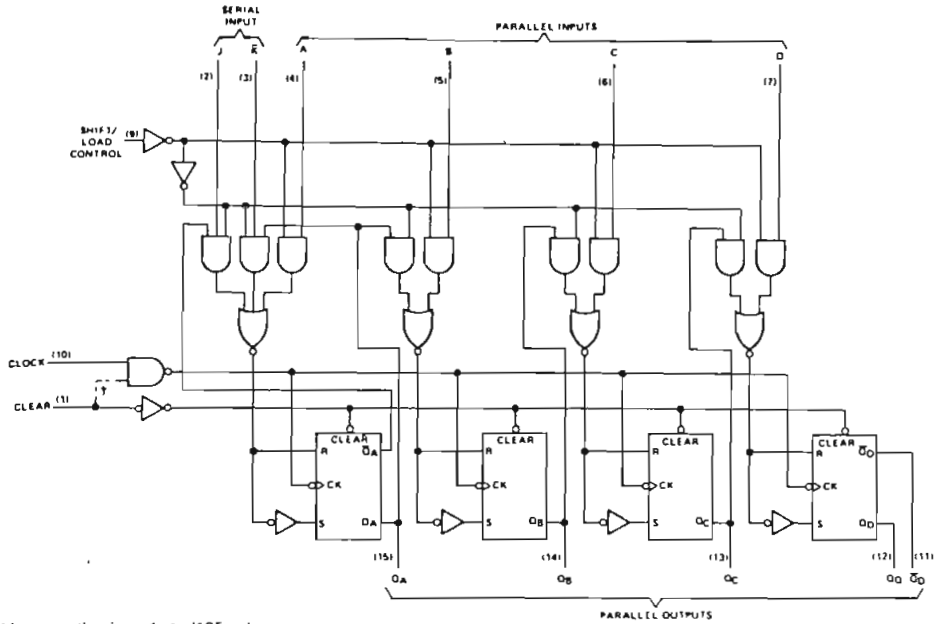 SERIAL
INPUT
PARALLEL INPUTS
J K̅ A B C D
(2) (3) (4) (5) (6) (7)
SHIFT/
LOAD
CONTROL
(9)
CLOCK (10)
CLEAR (1)
†
CLEAR CLEAR CLEAR CLEAR
R Q̅A R R R Q̅D
CK CK CK CK
S QA S QB S QC S QD
(15) (14) (13) (12) (11)
QA QB QC QD Q̅D
PARALLEL OUTPUTS